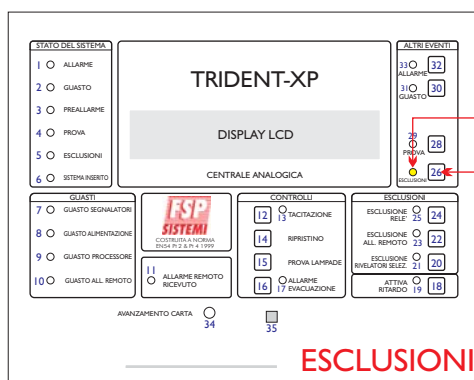 STATO DEL SISTEMA
1 ALLARME
2 GUASTO
3 PREALLARME
4 PROVA
5 ESCLUSIONI
6 SISTEMA INSERITO
TRIDENT-XP
DISPLAY LCD
CENTRALE ANALOGICA
ALTRI EVENTI
33 32
ALLARME
31 30
GUASTO
29 28
PROVA
26
ESCLUSIONI
GUASTI
7 GUASTO SEGNALATORI
8 GUASTO ALIMENTAZIONE
9 GUASTO PROCESSORE
10 GUASTO ALL. REMOTO
FSP
SISTEMI
COSTRUITA A NORMA
EN54 Pt 2 & Pt 4 1999
11 ALLARME REMOTO
RICEVUTO
CONTROLLI
12 13 TACITAZIONE
14 RIPRISTINO
15 PROVA LAMPADE
16 17 ALLARME
EVACUAZIONE
ESCLUSIONI
ESCLUSIONE
RELE' 25 24
ESCLUSIONE
ALL. REMOTO 23 22
ESCLUSIONE
RIVELATORI SELEZ. 21 20
ATTIVA
RITARDO 19 18
AVANZAMENTO CARTA
34
35
ESCLUSIONI